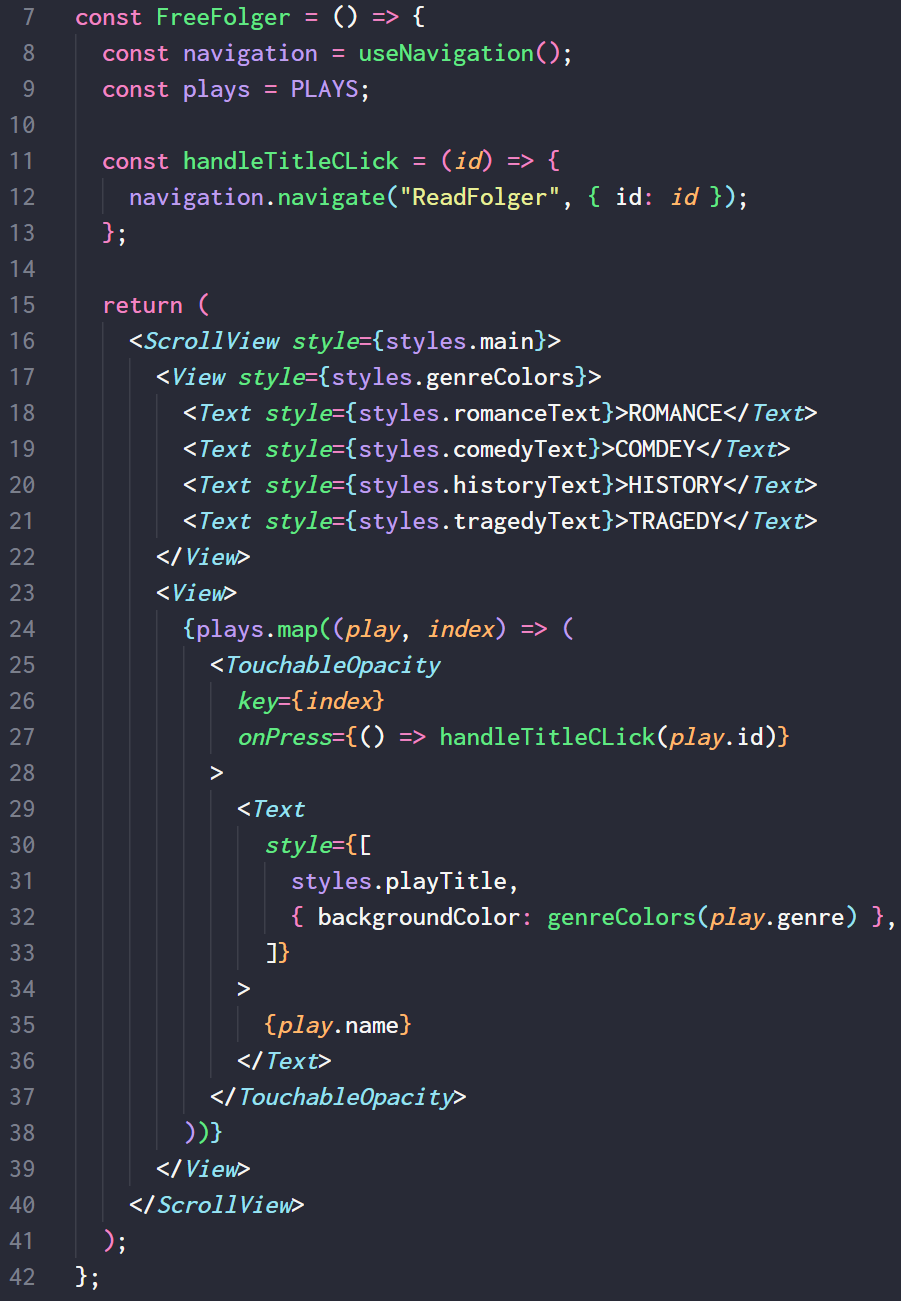 7 const FreeFolger = () => {
8 const navigation = useNavigation();
9 const plays = PLAYS;
10
11 const handleTitleCLick = (id) => {
12 navigation.navigate("ReadFolger", { id: id });
13 };
14
15 return (
16 <ScrollView style={styles.main}>
17 <View style={styles.genreColors}>
18 <Text style={styles.romanceText}>ROMANCE</Text>
19 <Text style={styles.comedyText}>COMDEY</Text>
20 <Text style={styles.historyText}>HISTORY</Text>
21 <Text style={styles.tragedyText}>TRAGEDY</Text>
22 </View>
23 <View>
24 {plays.map((play, index) => (
25 <TouchableOpacity
26 key={index}
27 onPress={() => handleTitleCLick(play.id)}
28 >
29 <Text
30 style={[
31 styles.playTitle,
32 { backgroundColor: genreColors(play.genre) },
33 ]}
34 >
35 {play.name}
36 </Text>
37 </TouchableOpacity>
38 ))}
39 </View>
40 </ScrollView>
41 );
42 };